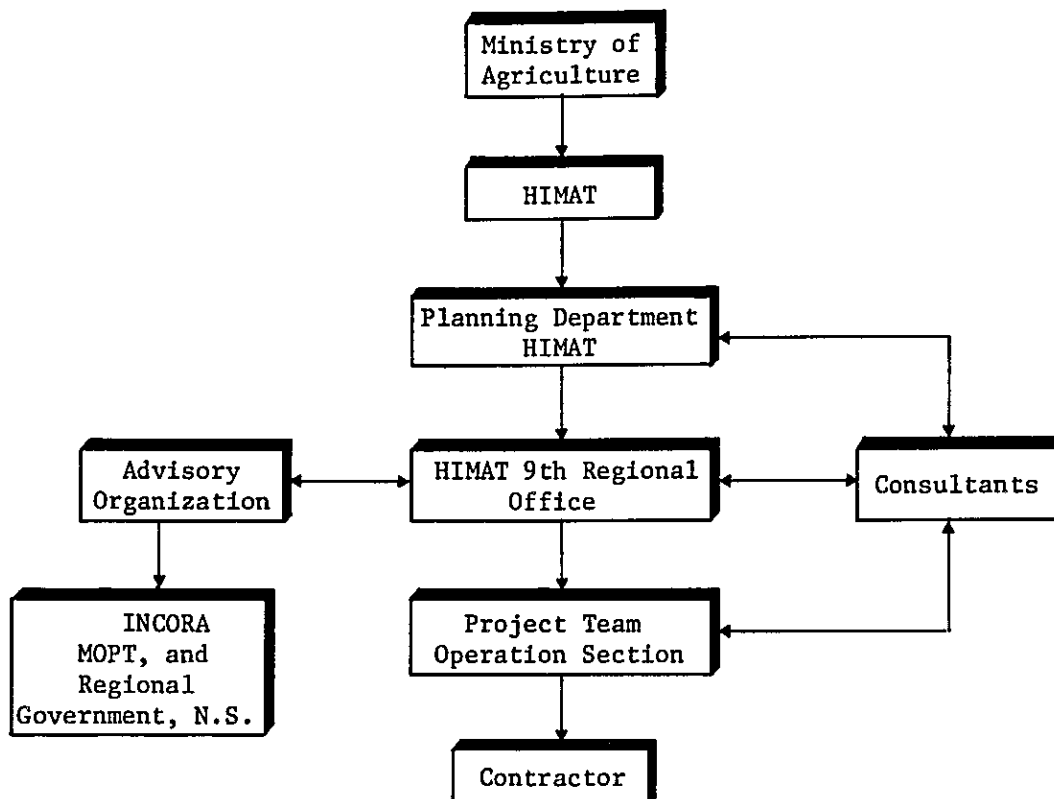 Ministry of
Agriculture
HIMAT
Planning Department
HIMAT
Advisory
Organization
HIMAT 9th Regional
Office
Consultants
INCORA
MOPT, and
Regional
Government, N.S.
Project Team
Operation Section
Contractor